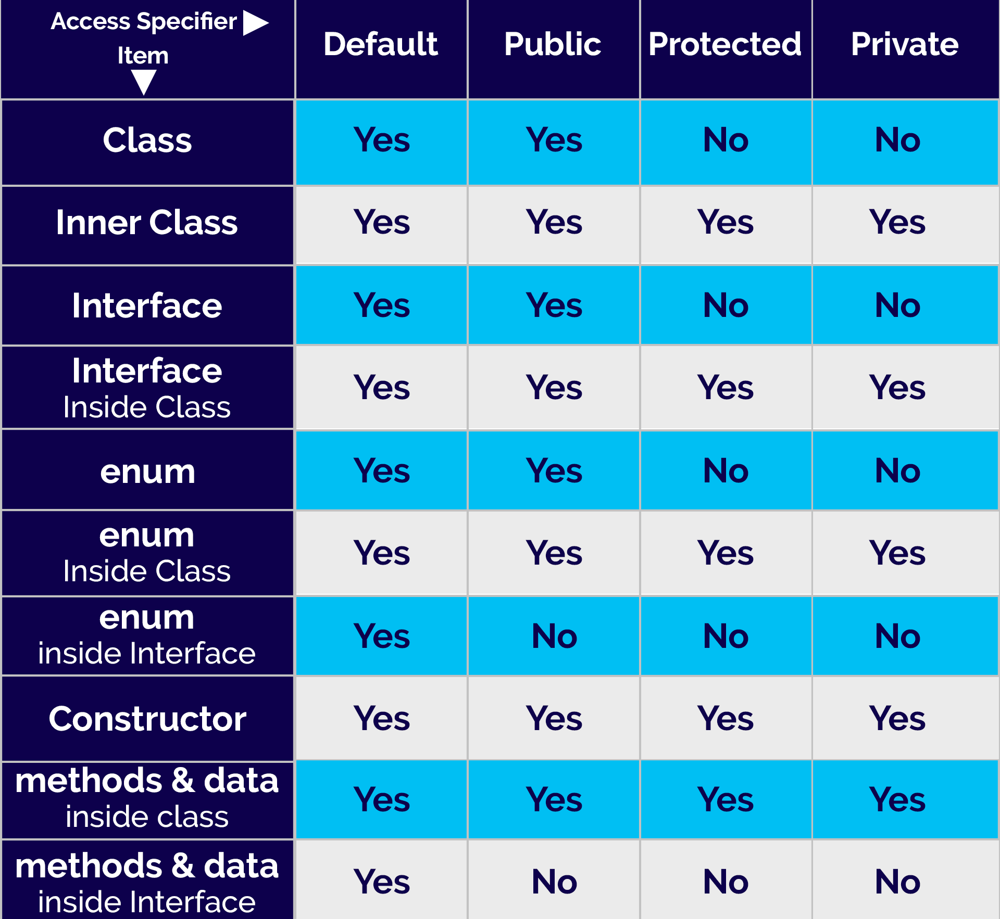 Access Specifier
Item
Default Public Protected Private
Class Yes Yes No No
Inner Class Yes Yes Yes Yes
Interface Yes Yes No No
Interface
Inside Class
Yes Yes Yes Yes
enum Yes Yes No No
enum
Inside Class
Yes Yes Yes Yes
enum
inside Interface
Yes No No No
Constructor Yes Yes Yes Yes
methods & data
inside class
Yes Yes Yes Yes
methods & data
inside Interface
Yes No No No